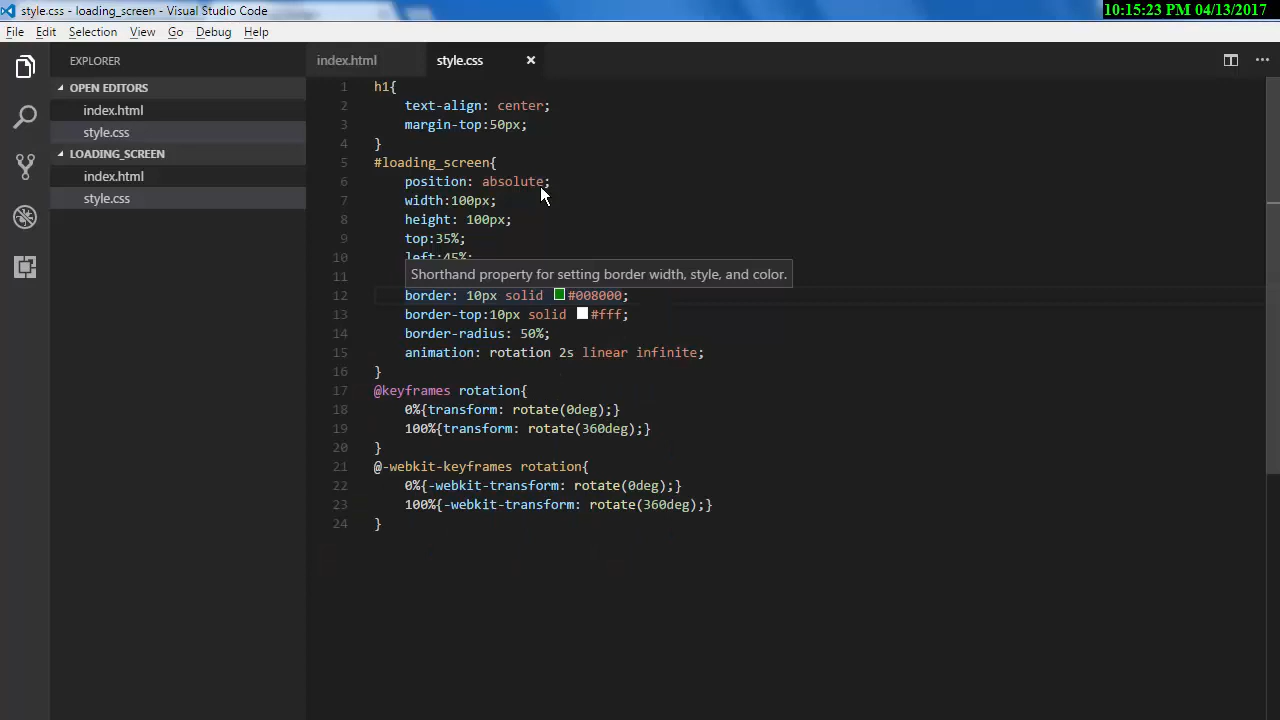 style.css - loading_screen - Visual Studio Code
10:15:23 PM 04/13/2017
File Edit Selection View Go Debug Help
EXPLORER
OPEN EDITORS
index.html
style.css
LOADING_SCREEN
index.html
style.css
index.html style.css
1 h1{
2 text-align: center;
3 margin-top:50px;
4 }
5 #loading_screen{
6 position: absolute;
7 width:100px;
8 height: 100px;
9 top:35%;
10 left:45%;
11
Shorthand property for setting border width, style, and color.
12 border: 10px solid #008000;
13 border-top:10px solid #fff;
14 border-radius: 50%;
15 animation: rotation 2s linear infinite;
16 }
17 @keyframes rotation{
18 0%{transform: rotate(0deg);}
19 100%{transform: rotate(360deg);}
20 }
21 @-webkit-keyframes rotation{
22 0%{-webkit-transform: rotate(0deg);}
23 100%{-webkit-transform: rotate(360deg);}
24 }